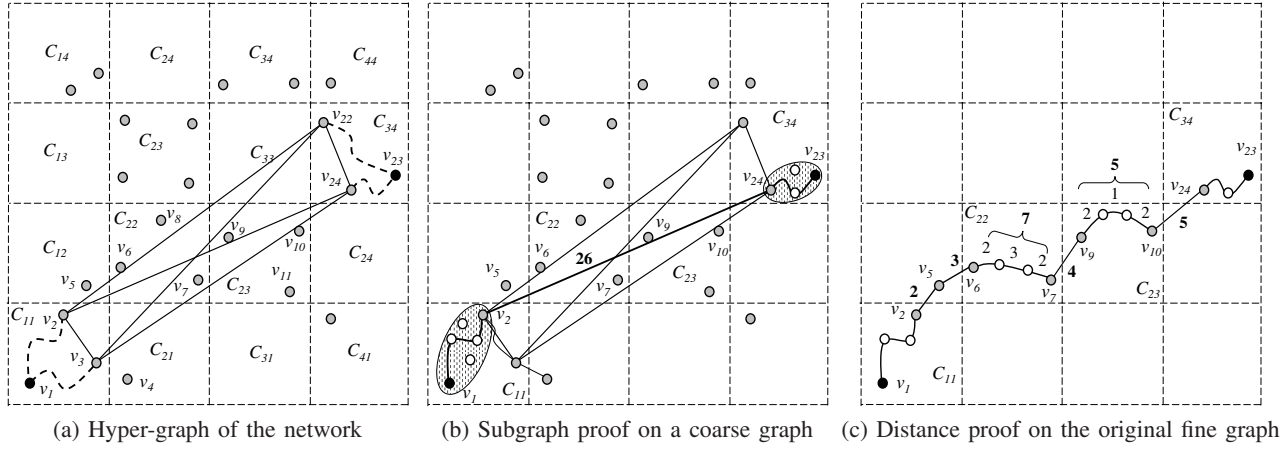 C14 C24 C34 C44
v22 C34
C13 C23 C33 v23
v24
C22 v8
C12 v6 v9 v10 C24
v5 v7 C23 v11
C11 v2
v3 C21 C31 C41
v1 v4
(a) Hyper-graph of the network
C34
v23
v24
C22
v6 v9 v10
v5 26 v7 C23
v2
v1 C11
(b) Subgraph proof on a coarse graph
C34
v23
5 v24
1
C22 7 2 2 5
2 3 2 v9 v10
v5 3 v6 4
2 v7 C23
v2
v1 C11
(c) Distance proof on the original fine graph